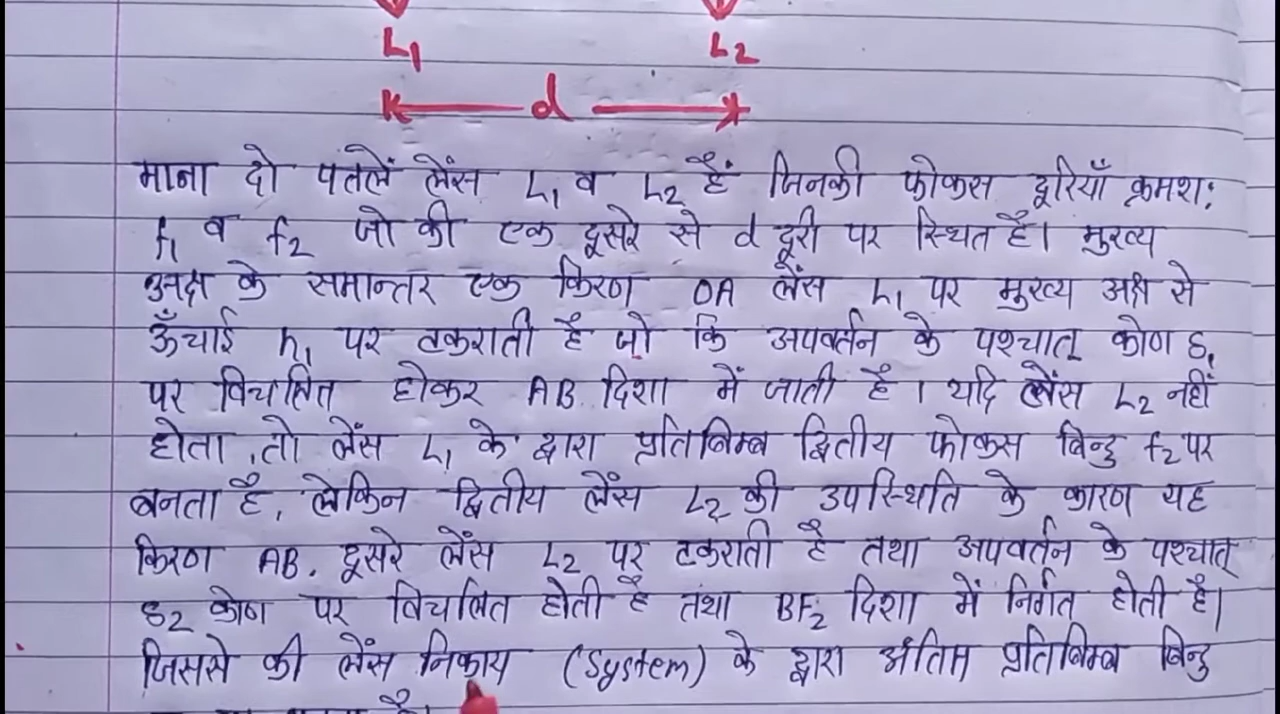 L1 L2
d
माना दो पतलें लेंस L1 व L2 हैं जिनकी फोकस दूरियाँ क्रमश:
f1 व f2 जो की एक दूसरे से d दूरी पर स्थित है। मुख्य
अक्ष के समान्तर एक किरण OA लेंस L1 पर मुख्य अक्ष से
ऊँचाई h1 पर टकराती है जो कि अपवर्तन के पश्चात् कोण δ1
पर विचलित होकर AB दिशा में जाती है। यदि लेंस L2 नहीं
होता, तो लेंस L1 के द्वारा प्रतिबिम्ब द्वितीय फोकस बिन्दु f2 पर
बनता है, लेकिन द्वितीय लेंस L2 की उपस्थिति के कारण यह
किरण AB. दूसरे लेंस L2 पर टकराती है तथा अपवर्तन के पश्चात्
δ2 कोण पर विचलित होती है तथा BF2 दिशा में निर्गत होती है।
जिससे की लेंस निकाय (System) के द्वारा अंतिम प्रतिबिम्ब बिन्दु